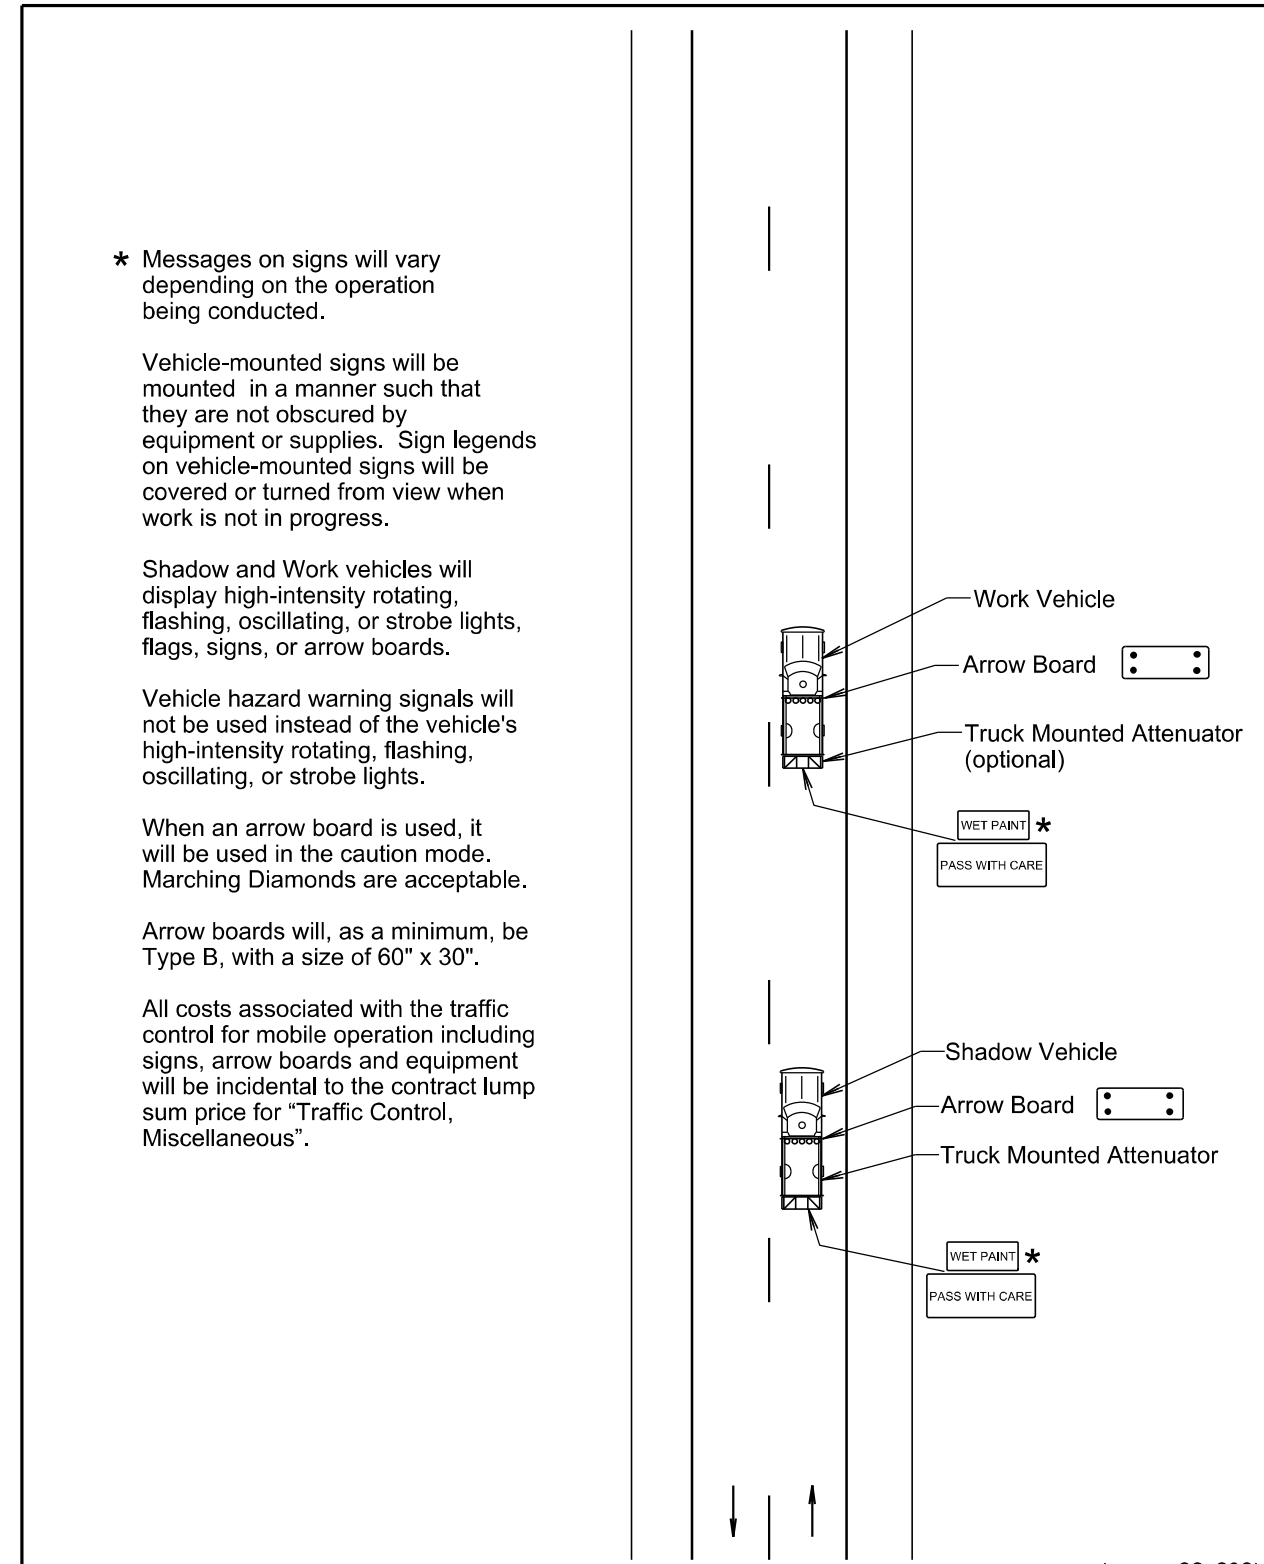 * Messages on signs will vary
depending on the operation
being conducted.
Vehicle-mounted signs will be
mounted  in a manner such that
they are not obscured by
equipment or supplies.  Sign legends
on vehicle-mounted signs will be
covered or turned from view when
work is not in progress.
Shadow and Work vehicles will
display high-intensity rotating,
flashing, oscillating, or strobe lights,
flags, signs, or arrow boards.
Vehicle hazard warning signals will
not be used instead of the vehicle's
high-intensity rotating, flashing,
oscillating, or strobe lights.
When an arrow board is used, it
will be used in the caution mode.
Marching Diamonds are acceptable.
Arrow boards will, as a minimum, be
Type B, with a size of 60" x 30".
All costs associated with the traffic
control for mobile operation including
signs, arrow boards and equipment
will be incidental to the contract lump
sum price for “Traffic Control,
Miscellaneous”.
Work Vehicle
Arrow Board
Truck Mounted Attenuator
(optional)
WET PAINT *
PASS WITH CARE
Shadow Vehicle
Arrow Board
Truck Mounted Attenuator
WET PAINT *
PASS WITH CARE